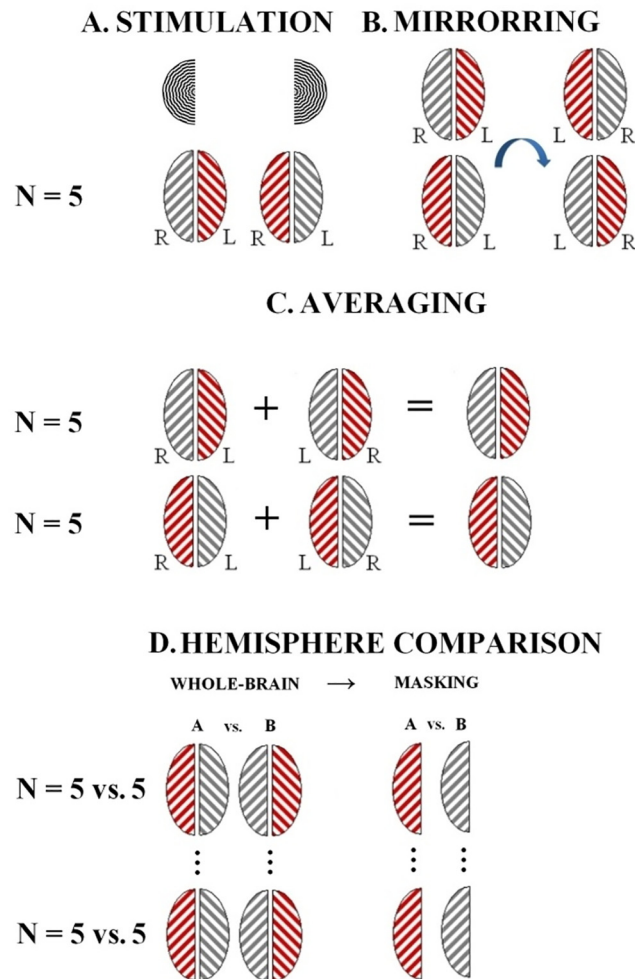 A. STIMULATION B. MIRRORRING
R L L R
N = 5
R L R L R L L R
C. AVERAGING
N = 5 + =
R L L R
N = 5 + =
R L L R
D. HEMISPHERE COMPARISON
WHOLE-BRAIN → MASKING
A vs. B A vs. B
N = 5 vs. 5
⋮ ⋮ ⋮ ⋮
N = 5 vs. 5